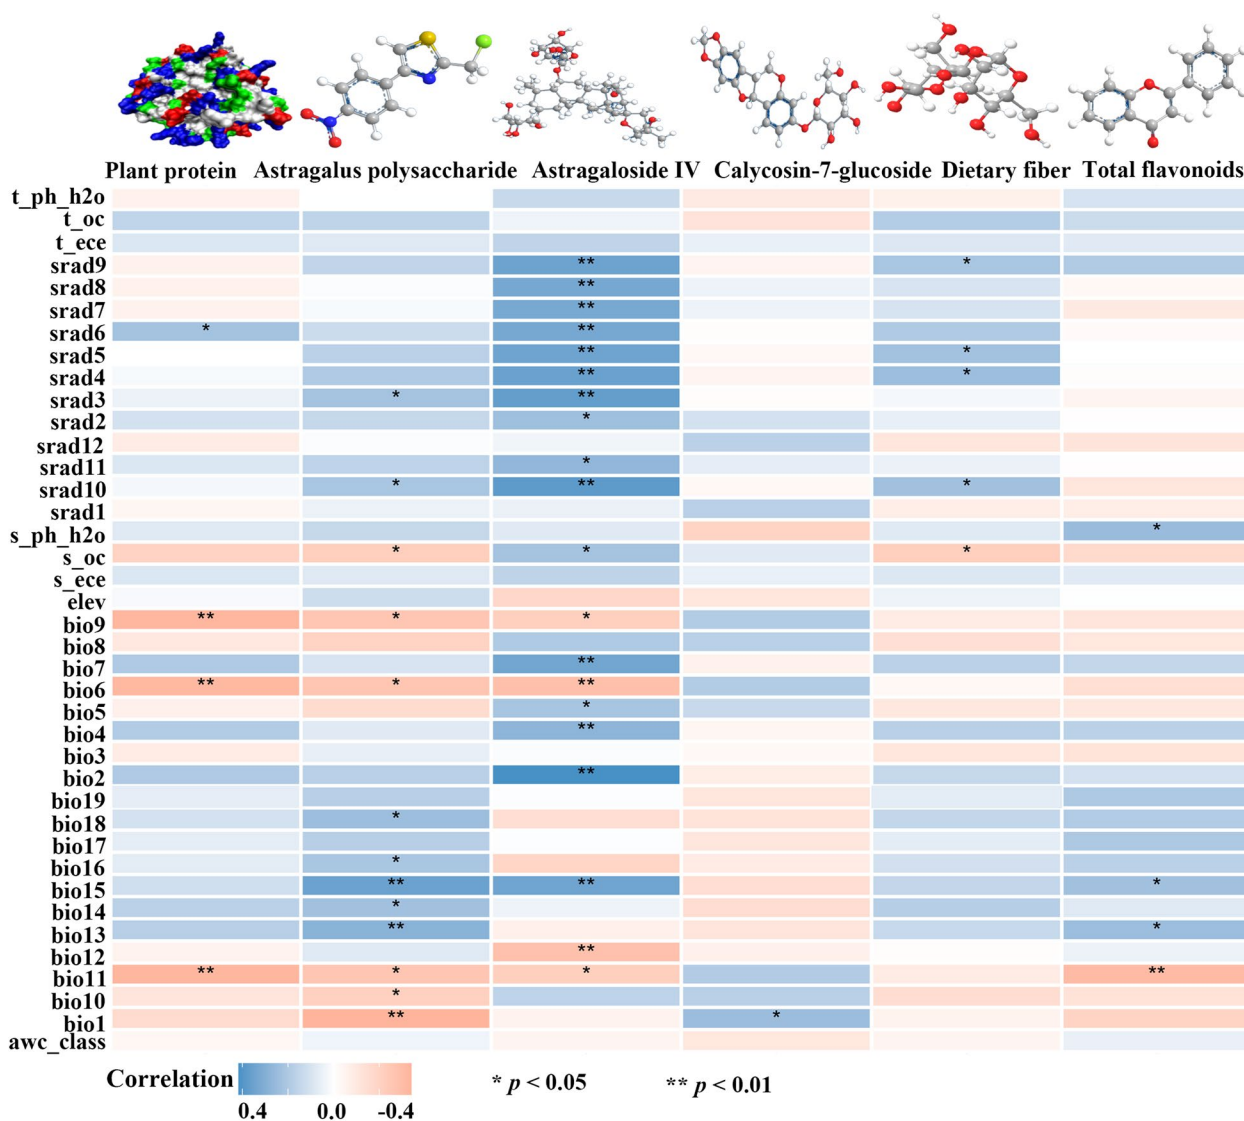 Plant protein Astragalus polysaccharide Astragaloside IV Calycosin-7-glucoside Dietary fiber Total flavonoids
t_ph_h2o
t_oc
t_ece
srad9 ** *
srad8 **
srad7 **
srad6 * **
srad5 ** *
srad4 ** *
srad3 * **
srad2 *
srad12
srad11 *
srad10 * ** *
srad1
s_ph_h2o *
s_oc * * *
s_ece
elev
bio9 ** * *
bio8
bio7 **
bio6 ** * **
bio5 *
bio4 **
bio3
bio2 **
bio19
bio18 *
bio17
bio16 *
bio15 ** ** *
bio14 *
bio13 ** *
bio12 **
bio11 ** * * **
bio10 *
bio1 ** *
awc_class
Correlation * p < 0.05 ** p < 0.01
0.4 0.0 -0.4